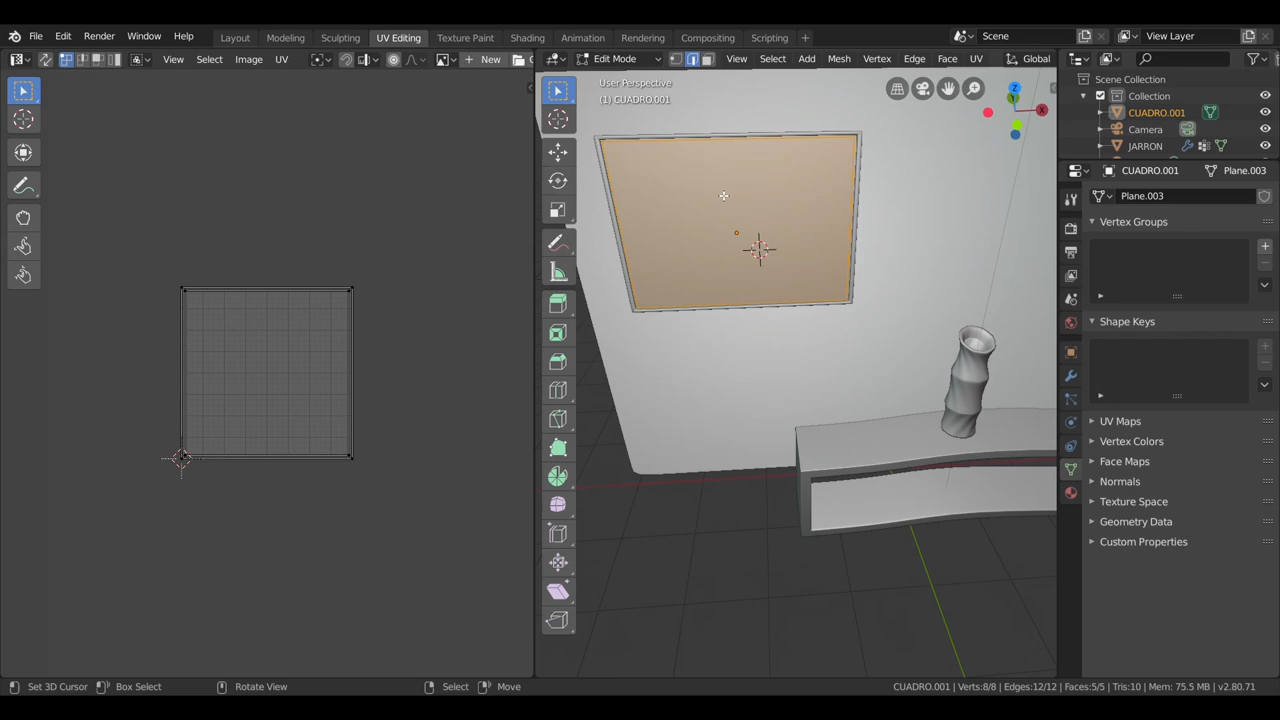 File Edit Render Window Help Layout Modeling Sculpting UV Editing Texture Paint Shading Animation Rendering Compositing Scripting + Scene View Layer
View Select Image UV New Edit Mode View Select Add Mesh Vertex Edge Face UV Global
User Perspective
(1) CUADRO.001
Scene Collection
Collection
CUADRO.001
Camera
JARRON
CUADRO.001 Plane.003
Plane.003
Vertex Groups
Shape Keys
UV Maps
Vertex Colors
Face Maps
Normals
Texture Space
Geometry Data
Custom Properties
Set 3D Cursor Box Select Rotate View Select Move CUADRO.001 | Verts:8/8 | Edges:12/12 | Faces:5/5 | Tris:10 | Mem: 75.5 MB | v2.80.71